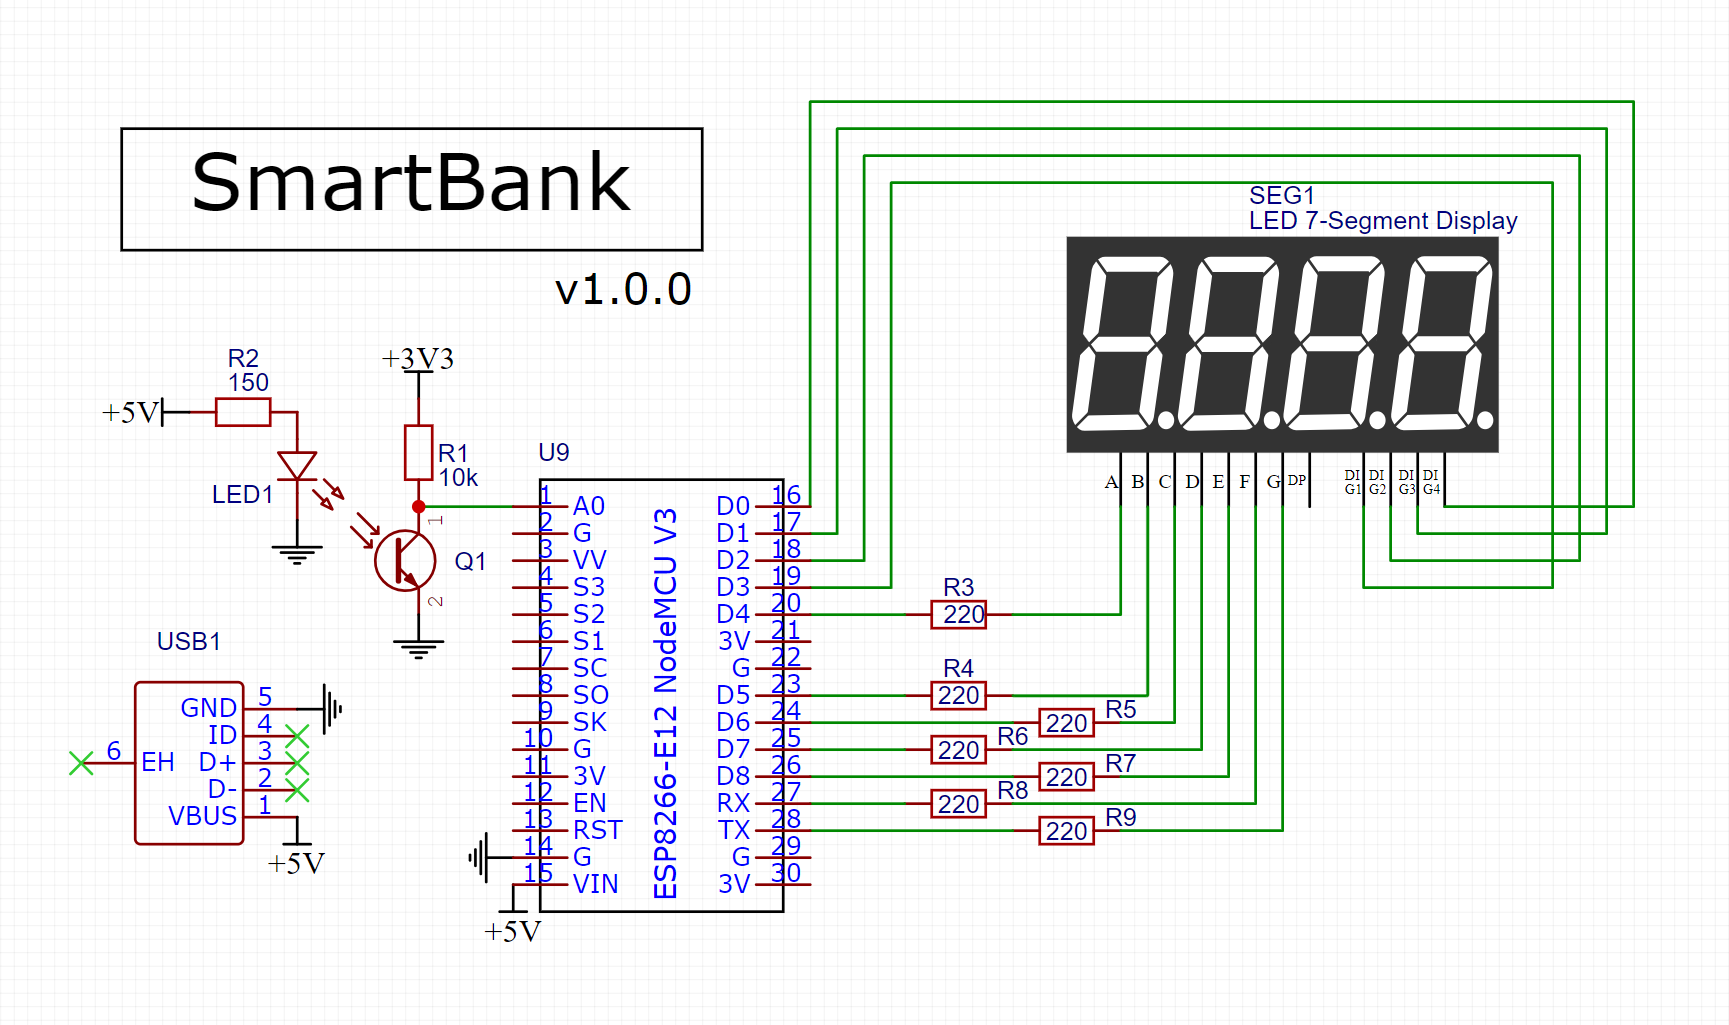 SmartBank
v1.0.0
SEG1
LED 7-Segment Display
A B C D E F G DP
DI DI DI DI
G1 G2 G3 G4
R2
150
+5V
LED1
+3V3
R1
10k
1
Q1
2
U9
ESP8266-E12 NodeMCU V3
1 A0
2 G
3 VV
4 S3
5 S2
6 S1
7 SC
8 SO
9 SK
10 G
11 3V
12 EN
13 RST
14 G
15 VIN
+5V
D0 16
D1 17
D2 18
D3 19
D4 20
3V 21
G 22
D5 23
D6 24
D7 25
D8 26
RX 27
TX 28
G 29
3V 30
R3
220
R4
220
220 R5
220 R6
220 R7
220 R8
220 R9
USB1
GND 5
ID 4
6 EH D+ 3
D- 2
VBUS 1
+5V